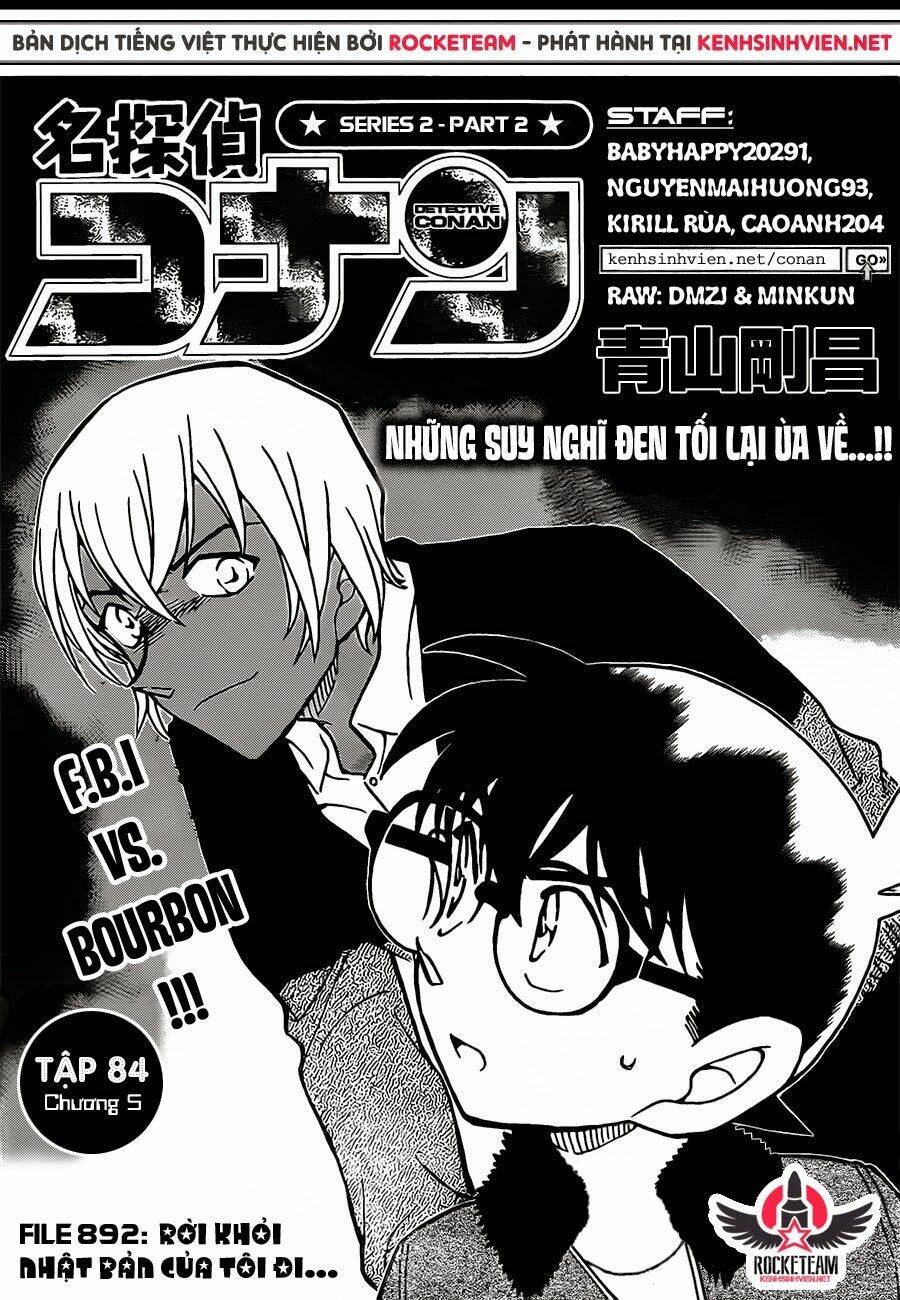 BẢN DỊCH TIẾNG VIỆT THỰC HIỆN BỞI ROCKETEAM - PHÁT HÀNH TẠI KENHSINHVIEN.NET
名探偵
★ SERIES 2 - PART 2 ★
コナン
DETECTIVE
CONAN
STAFF:
BABYHAPPY20291,
NGUYENMAIHUONG93,
KIRILL RÙA, CAOANH204
kenhsinhvien.net/conan GO»
RAW: DMZJ & MINKUN
青山剛昌
NHỮNG SUY NGHĨ ĐEN TỐI LẠI ÙA VỀ...!!
F.B.I
VS.
BOURBON
!!!
TẬP 84
Chương 5
FILE 892: RỜI KHỎI
NHẬT BẢN CỦA TÔI ĐI...
ROCKETEAM
KENHSINHVIEN.NET